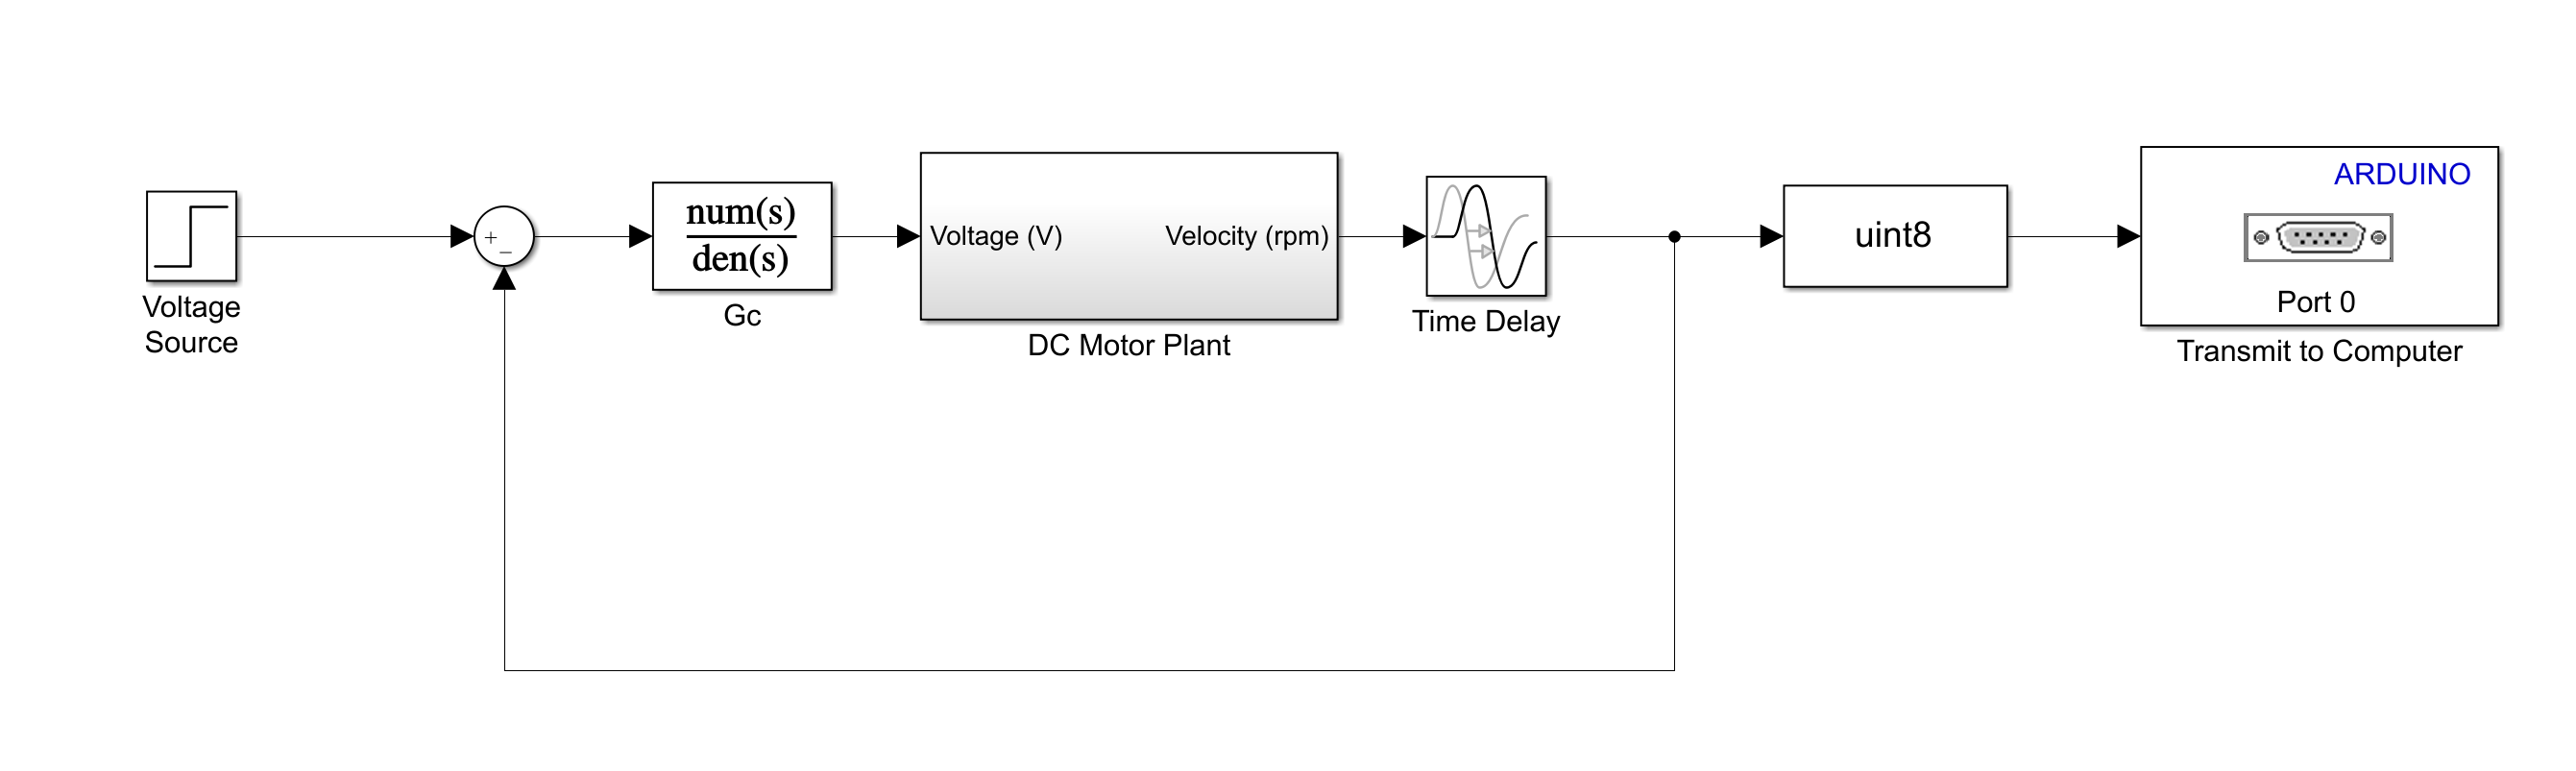 Voltage
Source
+
−
num(s)
den(s)
Gc
Voltage (V)
Velocity (rpm)
DC Motor Plant
Time Delay
uint8
ARDUINO
Port 0
Transmit to Computer